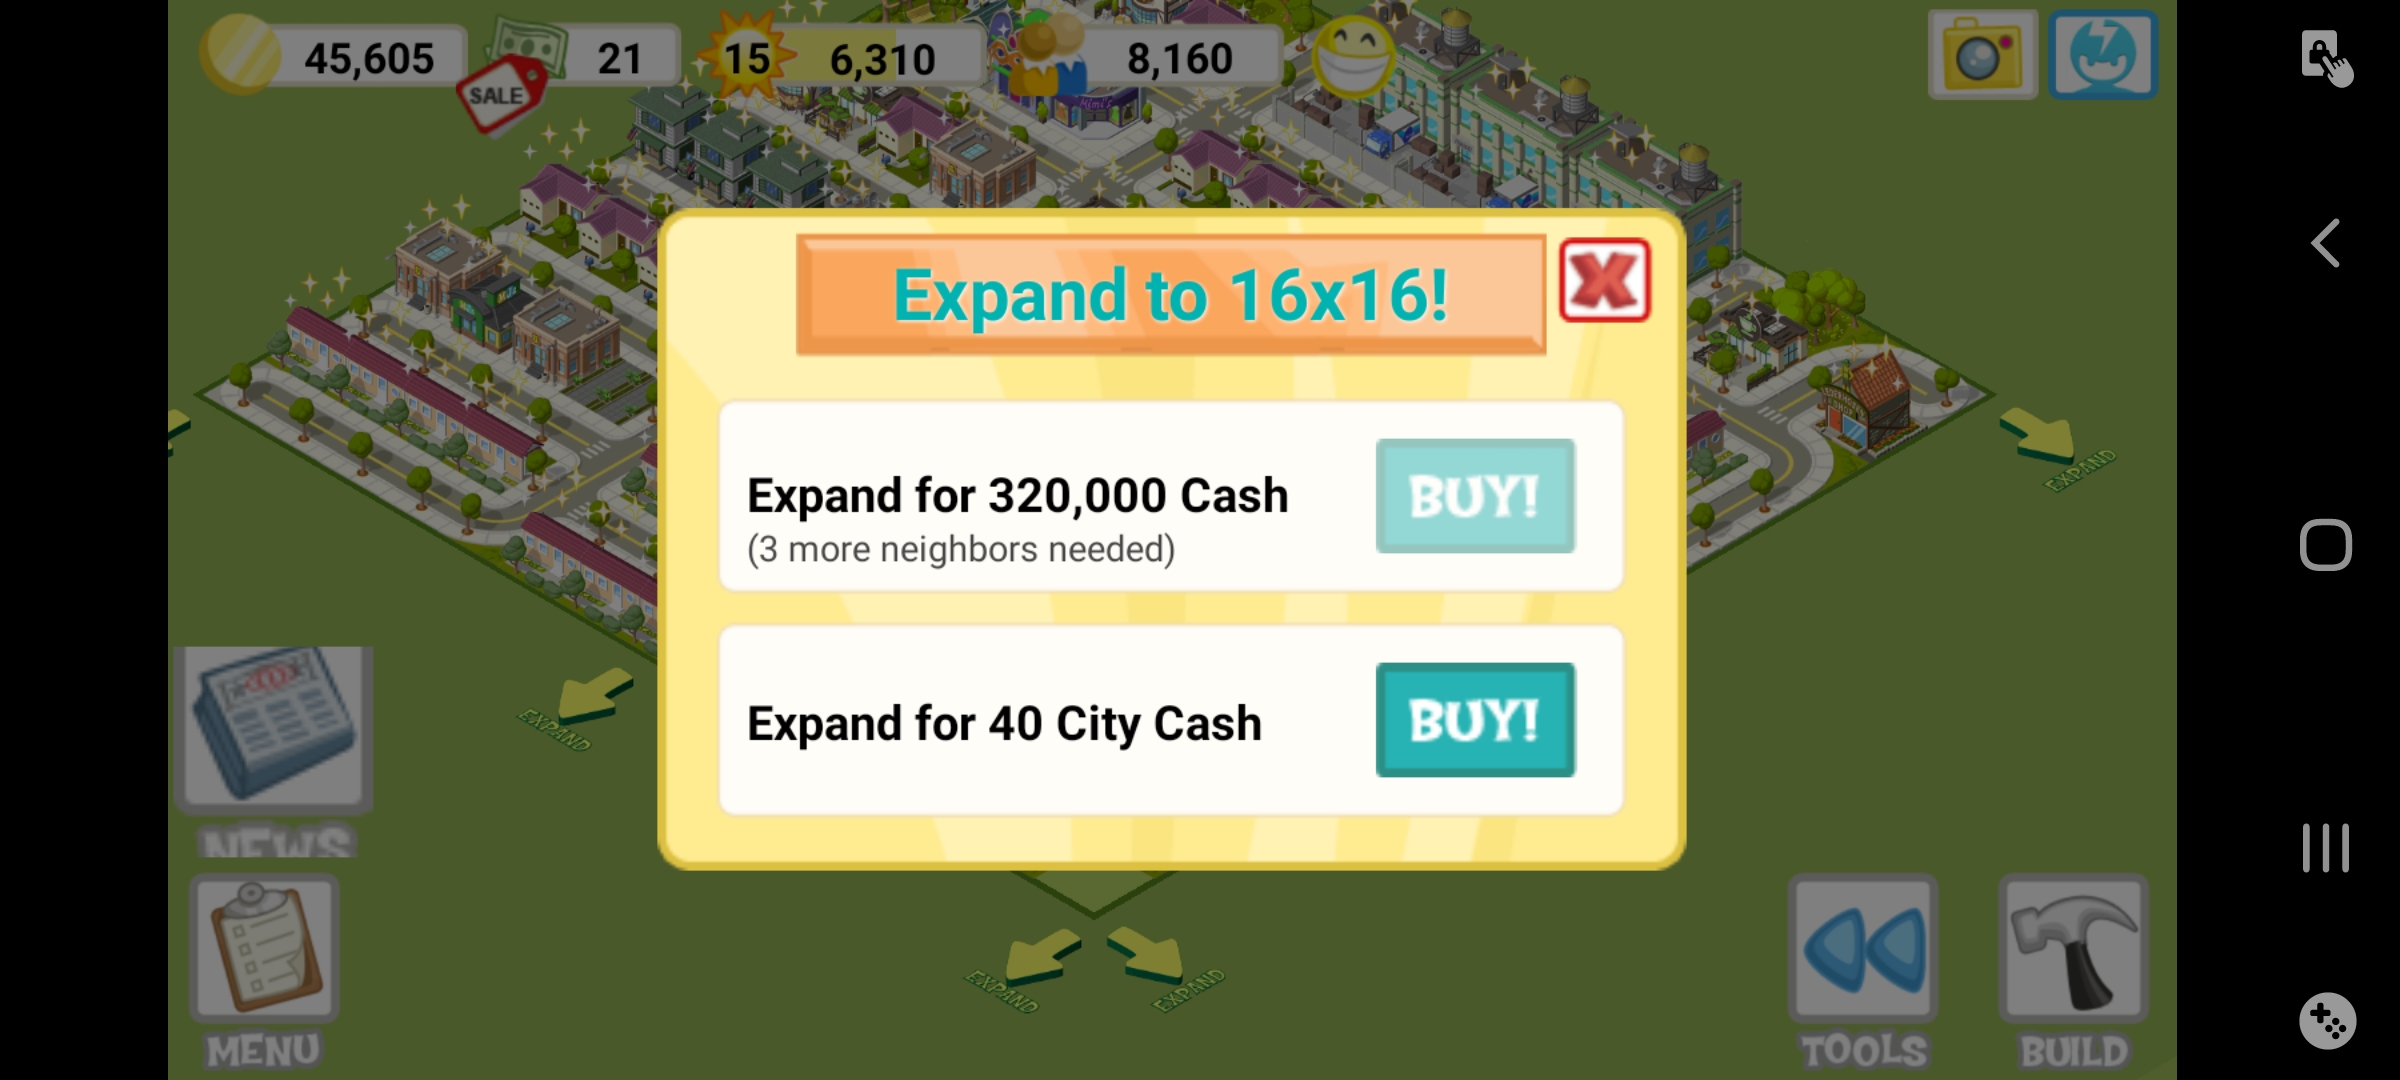 45,605
21
15
6,310
8,160
SALE
Mimi's
Expand to 16x16!
X
Expand for 320,000 Cash
BUY!
(3 more neighbors needed)
EXPAND
Expand for 40 City Cash
BUY!
EXPAND
NEWS
EXPAND
EXPAND
MENU
TOOLS
BUILD